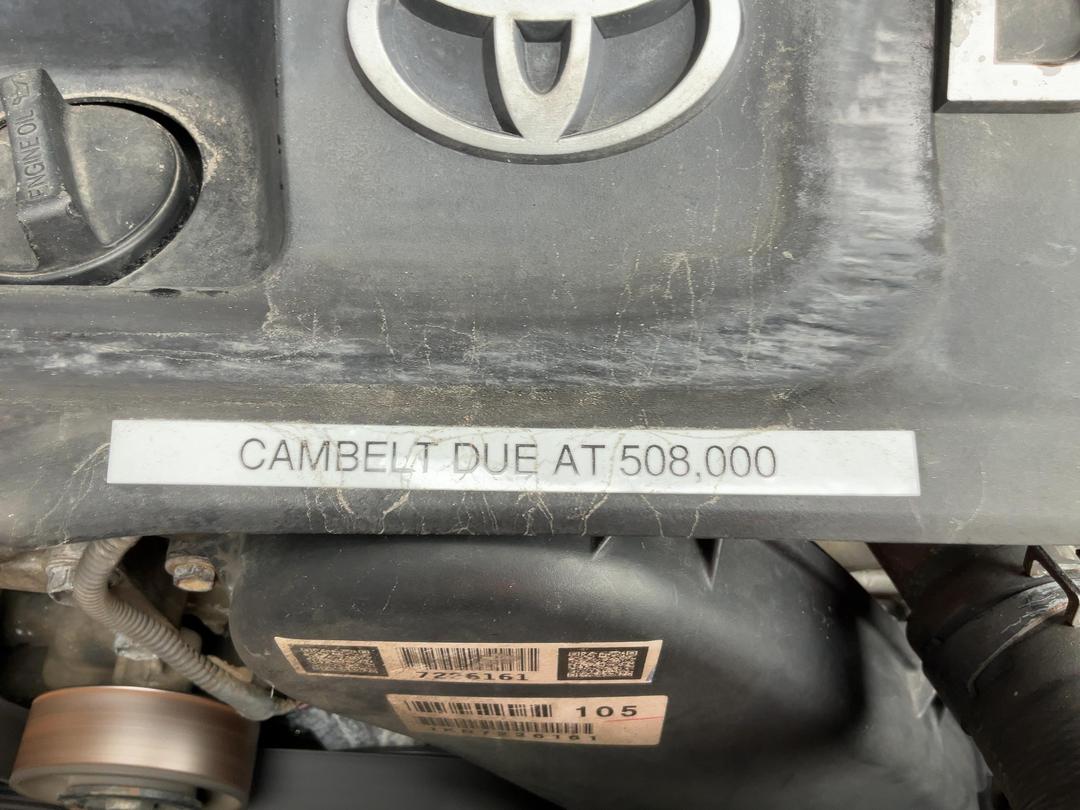 ENGINE OIL
CAMBELT DUE AT 508,000
105